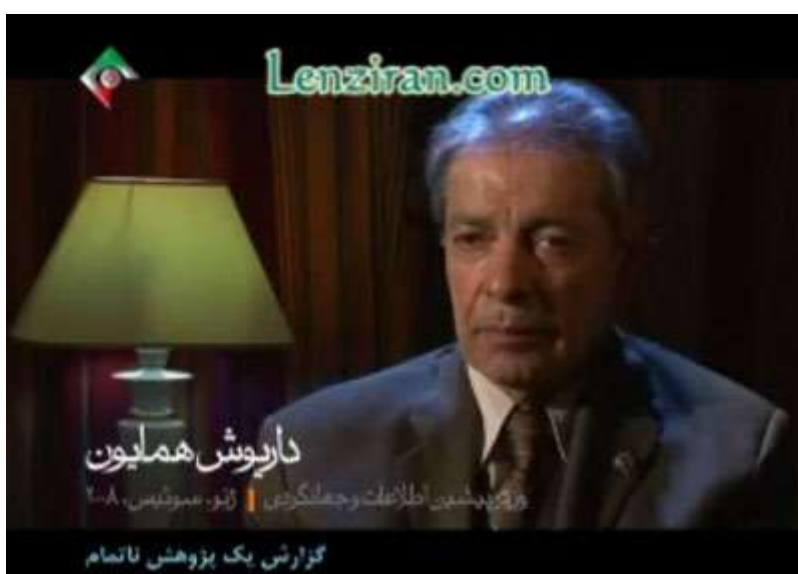 Lenziran.com
داریوش همایون
وزیر پیشین اطلاعات و جهانگردی | ژنو، سوئیس، ۲۰۰۸
گزارش یک پژوهش ناتمام